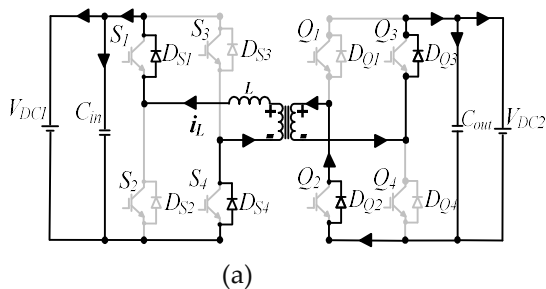 S1
DS1
S3
DS3
Q1
DQ1
Q3
DQ3
VDC1
Cin
iL
L
+
-
+
-
Cout
VDC2
S2
DS2
S4
DS4
Q2
DQ2
Q4
DQ4
(a)